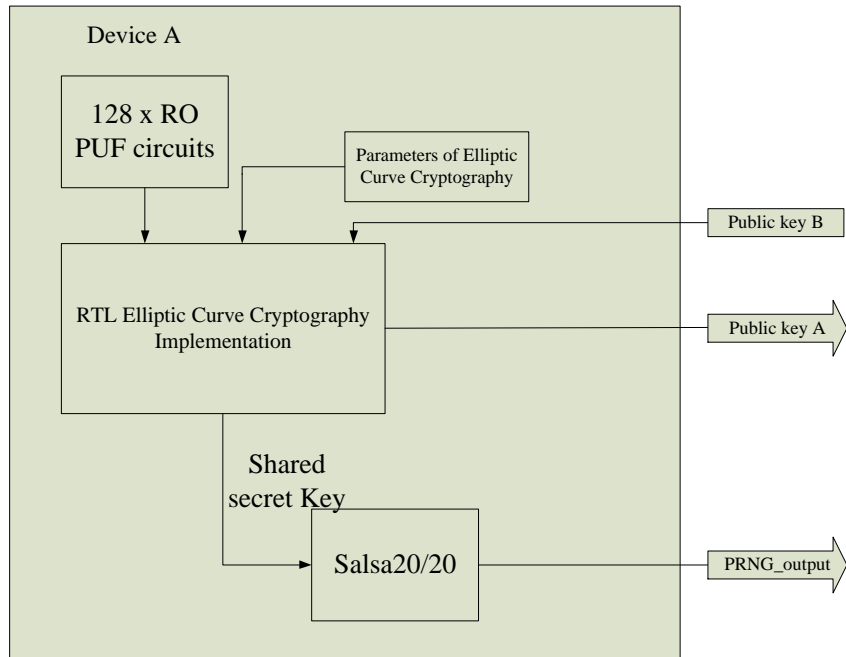 Device A
128 x RO
PUF circuits
Parameters of Elliptic
Curve Cryptography
Public key B
RTL Elliptic Curve Cryptography
Implementation
Public key A
Shared
secret Key
Salsa20/20
PRNG_output